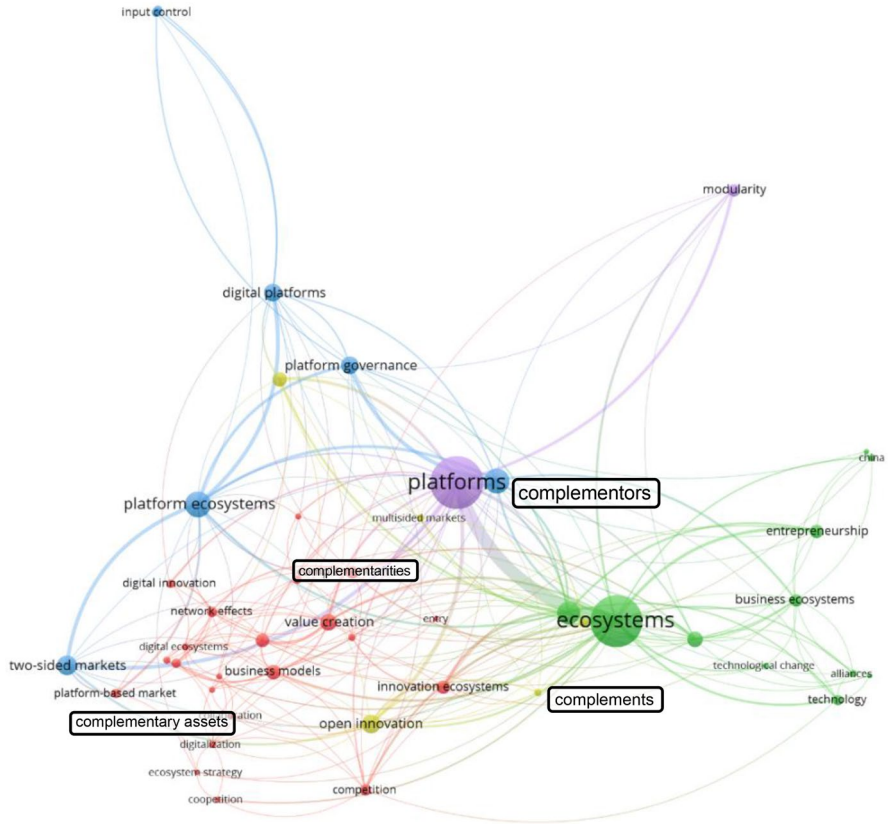 input control
modularity
digital platforms
platform governance
china
platforms
complementors
platform ecosystems
multisided markets
entrepreneurship
complementarities
digital innovation
business ecosystems
network effects
value creation
entry
ecosystems
digital ecosystems
two-sided markets
business models
technological change
alliances
platform-based market
innovation ecosystems
complements
technology
complementary assets
open innovation
digitalization
ecosystem strategy
competition
coopetition